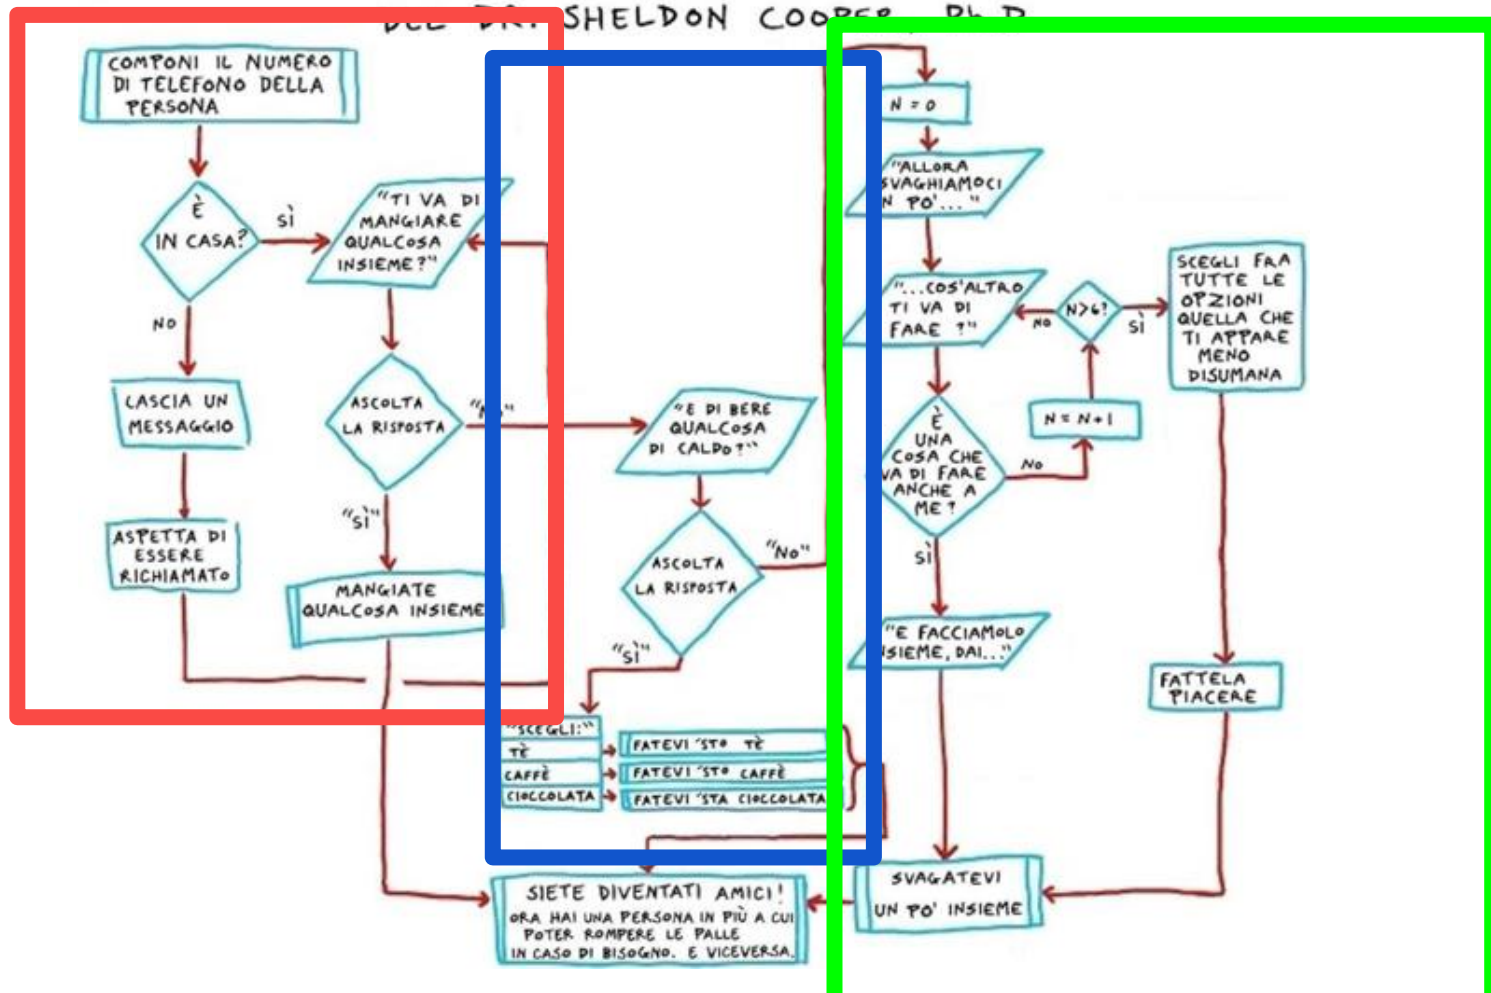 DEL DR. SHELDON COOPER, Ph.D.
COMPONI IL NUMERO
DI TELEFONO DELLA
PERSONA
È
IN CASA?
SÌ
NO
"TI VA DI
MANGIARE
QUALCOSA
INSIEME?"
LASCIA UN
MESSAGGIO
ASPETTA DI
ESSERE
RICHIAMATO
ASCOLTA
LA RISPOSTA
"NO"
"SÌ"
MANGIATE
QUALCOSA INSIEME
"E DI BERE
QUALCOSA
DI CALDO?"
ASCOLTA
LA RISPOSTA
"NO"
"SÌ"
"SCEGLI:"
TÈ
CAFFÈ
CIOCCOLATA
FATEVI 'STO TÈ
FATEVI 'STO CAFFÈ
FATEVI 'STA CIOCCOLATA
N = 0
"ALLORA
SVAGHIAMOCI
N PO'..."
"...COS'ALTRO
TI VA DI
FARE ?"
N>6?
NO
SÌ
SCEGLI FRA
TUTTE LE
OPZIONI
QUELLA CHE
TI APPARE
MENO
DISUMANA
N = N+1
È
UNA
COSA CHE
VA DI FARE
ANCHE A
ME?
NO
SÌ
"E FACCIAMOLO
NSIEME, DAI..."
FATTELA
PIACERE
SVAGATEVI
UN PO' INSIEME
SIETE DIVENTATI AMICI!
ORA HAI UNA PERSONA IN PIÙ A CUI
POTER ROMPERE LE PALLE
IN CASO DI BISOGNO. E VICEVERSA.